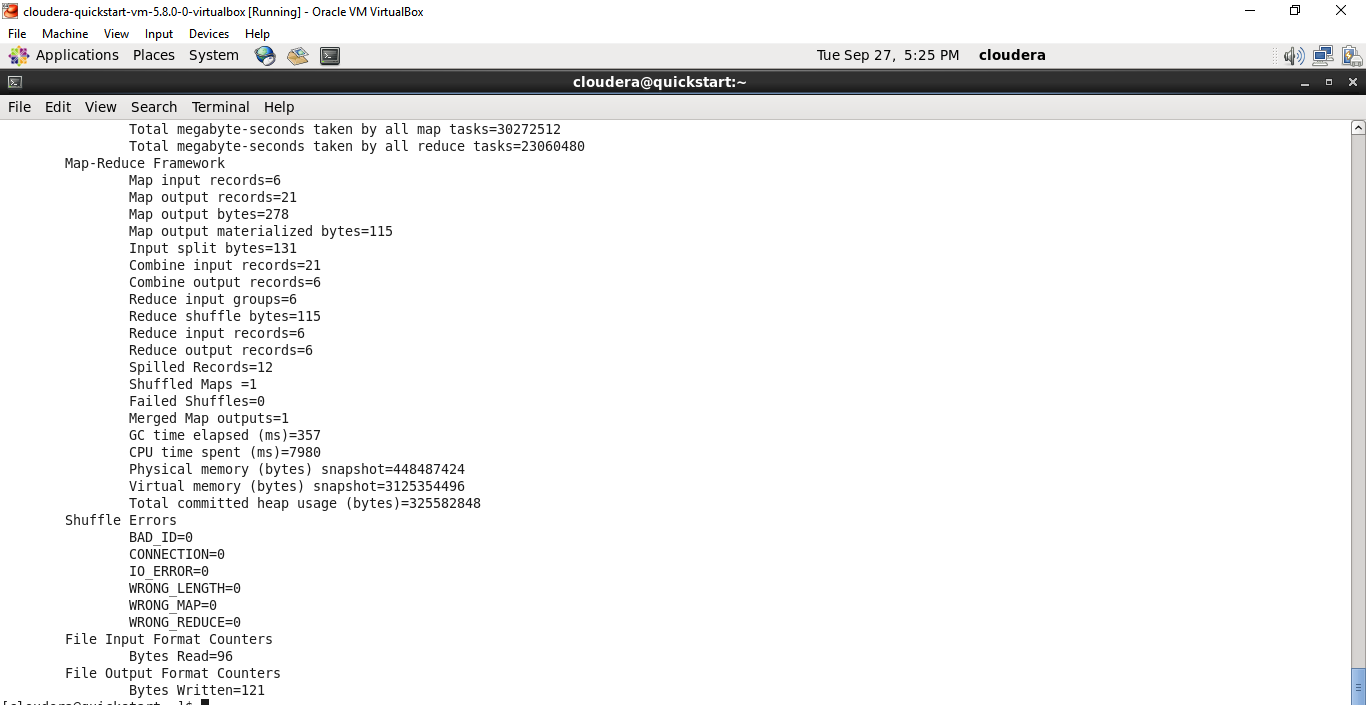 cloudera-quickstart-vm-5.8.0-0-virtualbox [Running] - Oracle VM VirtualBox
File Machine View Input Devices Help
Applications Places System Tue Sep 27, 5:25 PM cloudera
cloudera@quickstart:~
File Edit View Search Terminal Help
Total megabyte-seconds taken by all map tasks=30272512
Total megabyte-seconds taken by all reduce tasks=23060480
Map-Reduce Framework
Map input records=6
Map output records=21
Map output bytes=278
Map output materialized bytes=115
Input split bytes=131
Combine input records=21
Combine output records=6
Reduce input groups=6
Reduce shuffle bytes=115
Reduce input records=6
Reduce output records=6
Spilled Records=12
Shuffled Maps =1
Failed Shuffles=0
Merged Map outputs=1
GC time elapsed (ms)=357
CPU time spent (ms)=7980
Physical memory (bytes) snapshot=448487424
Virtual memory (bytes) snapshot=3125354496
Total committed heap usage (bytes)=325582848
Shuffle Errors
BAD_ID=0
CONNECTION=0
IO_ERROR=0
WRONG_LENGTH=0
WRONG_MAP=0
WRONG_REDUCE=0
File Input Format Counters
Bytes Read=96
File Output Format Counters
Bytes Written=121
[cloudera@quickstart ~]$